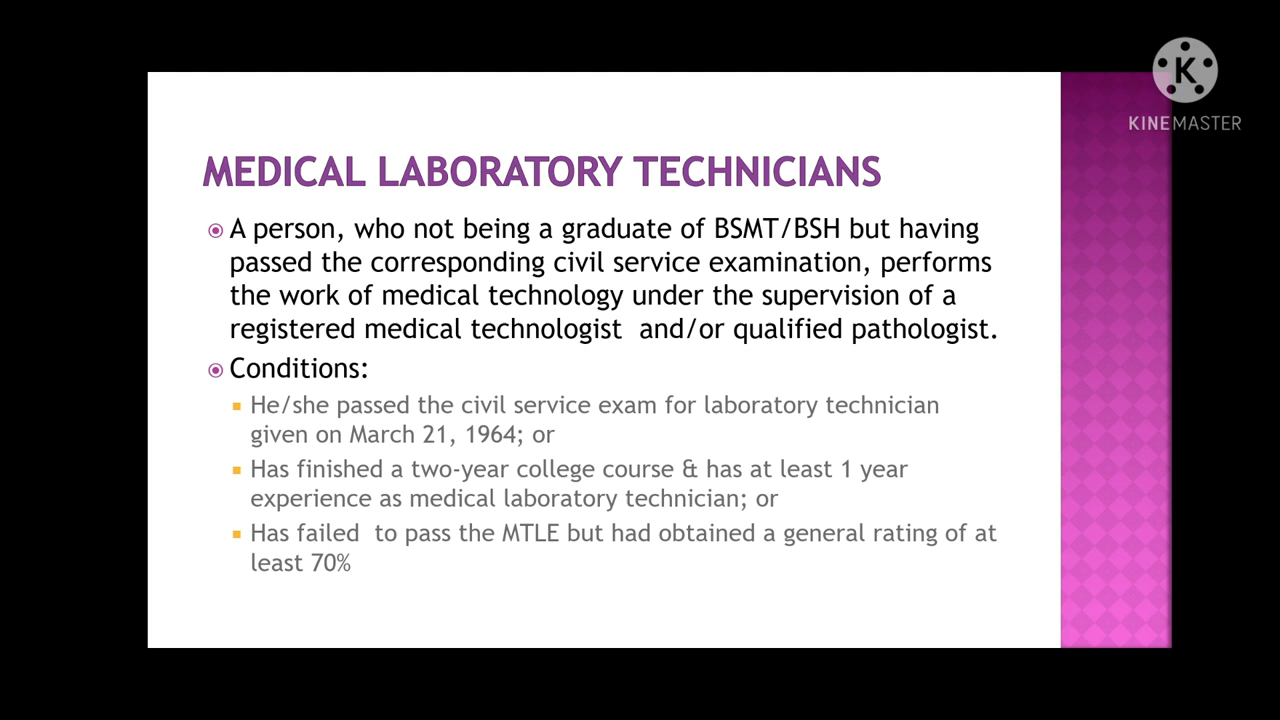 K
KINEMASTER
MEDICAL LABORATORY TECHNICIANS
A person, who not being a graduate of BSMT/BSH but having
passed the corresponding civil service examination, performs
the work of medical technology under the supervision of a
registered medical technologist  and/or qualified pathologist.
Conditions:
He/she passed the civil service exam for laboratory technician
given on March 21, 1964; or
Has finished a two-year college course & has at least 1 year
experience as medical laboratory technician; or
Has failed  to pass the MTLE but had obtained a general rating of at
least 70%